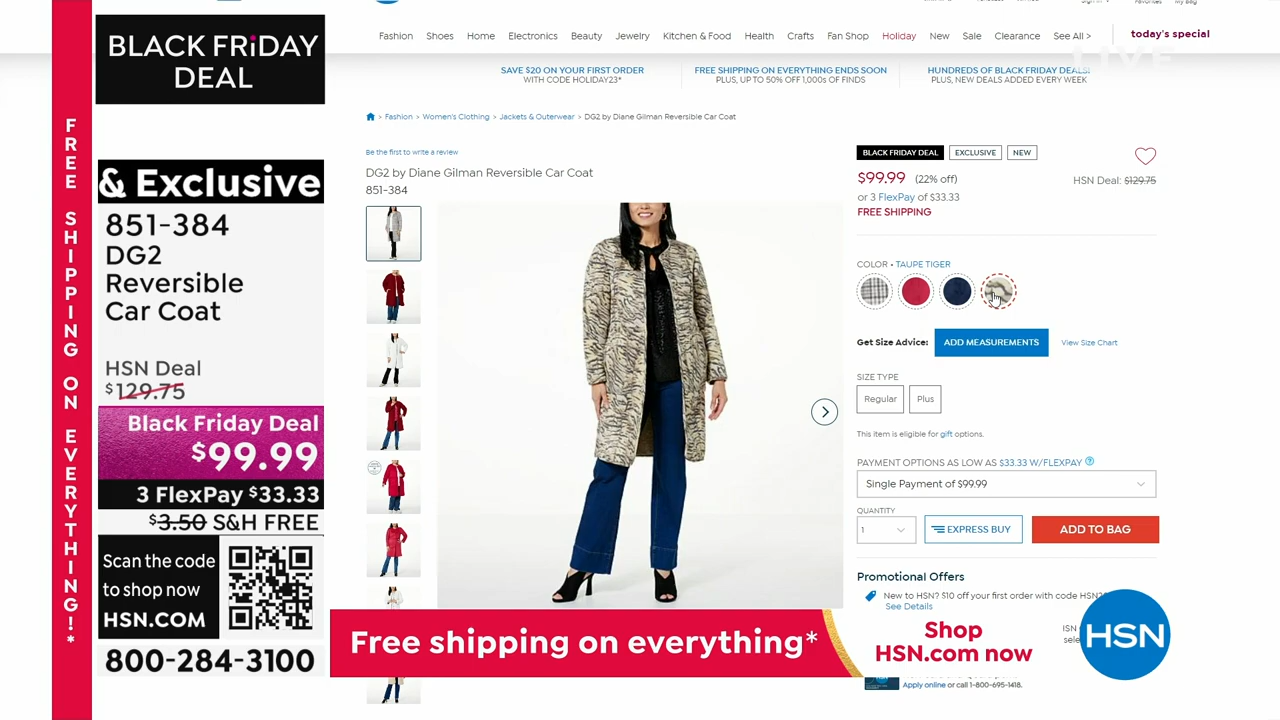 FREE SHIPPING ON EVERYTHING!*
BLACK FRiDAY
DEAL
& Exclusive
851-384
DG2
Reversible
Car Coat
HSN Deal
$129.75
Black Friday Deal
$99.99
3 FlexPay $33.33
$3.50 S&H FREE
Scan the code
to shop now
HSN.COM
800-284-3100
Fashion Shoes Home Electronics Beauty Jewelry Kitchen & Food Health Crafts Fan Shop Holiday New Sale Clearance See All > today's special
LIVE
SAVE $20 ON YOUR FIRST ORDER
WITH CODE HOLIDAY23*
FREE SHIPPING ON EVERYTHING ENDS SOON
PLUS, UP TO 50% OFF 1,000s OF FINDS
HUNDREDS OF BLACK FRIDAY DEALS!
PLUS, NEW DEALS ADDED EVERY WEEK
> Fashion > Women's Clothing > Jackets & Outerwear > DG2 by Diane Gilman Reversible Car Coat
Be the first to write a review
DG2 by Diane Gilman Reversible Car Coat
851-384
BLACK FRIDAY DEAL EXCLUSIVE NEW
$99.99 (22% off)
HSN Deal: $129.75
or 3 FlexPay of $33.33
FREE SHIPPING
COLOR • TAUPE TIGER
Get Size Advice: ADD MEASUREMENTS View Size Chart
SIZE TYPE
Regular Plus
This item is eligible for gift options.
PAYMENT OPTIONS AS LOW AS $33.33 W/FLEXPAY ?
Single Payment of $99.99
QUANTITY
1 EXPRESS BUY ADD TO BAG
Promotional Offers
New to HSN? $10 off your first order with code HSN2
See Details
HSN
sele
Apply online or call 1-800-695-1418.
Free shipping on everything*
Shop
HSN.com now
HSN